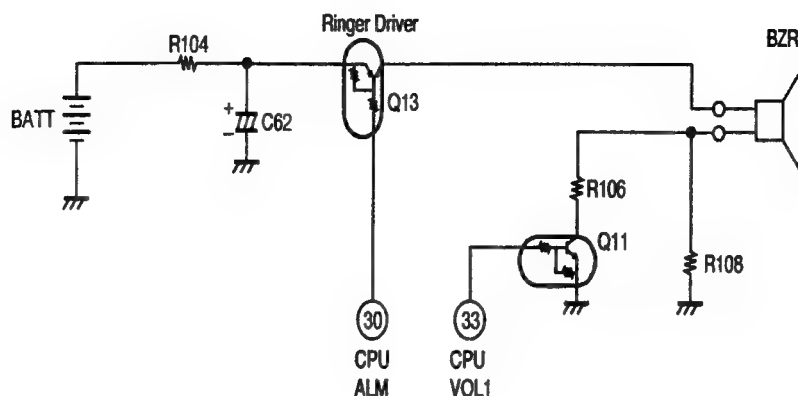 Ringer Driver
R104
BZR
Q13
BATT
+
−
C62
R106
Q11
R108
30
33
CPU
ALM
CPU
VOL1